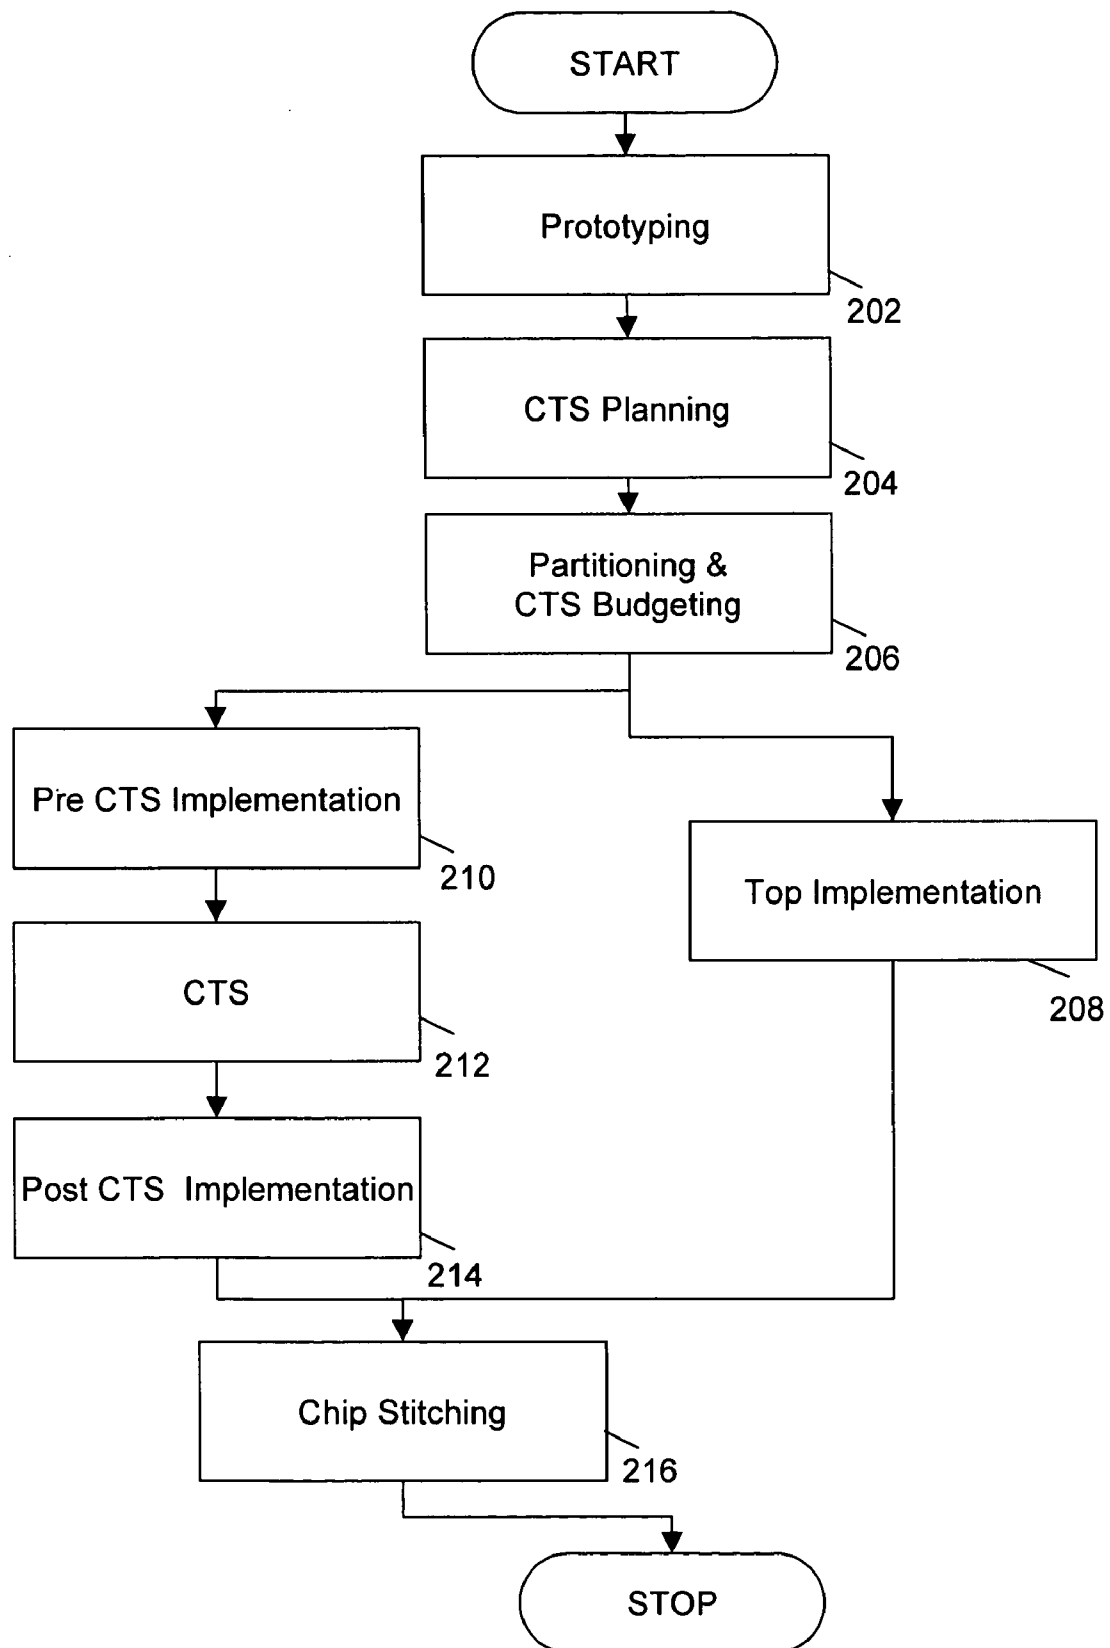 START
Prototyping
202
CTS Planning
204
Partitioning &
CTS Budgeting
206
Pre CTS Implementation
210
Top Implementation
208
CTS
212
Post CTS Implementation
214
Chip Stitching
216
STOP